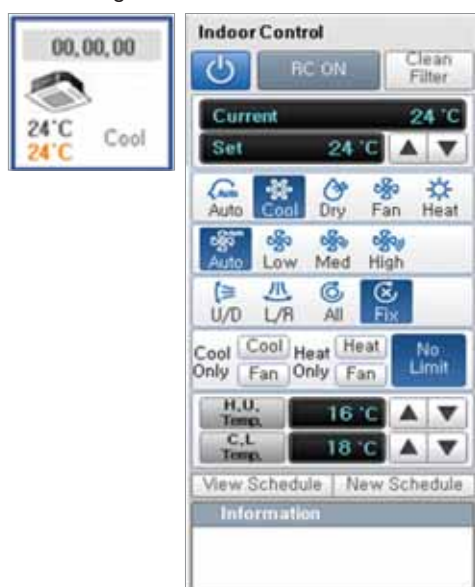 00, 00, 00
24˚C
24˚C
Cool
Indoor Control
RC ON
Clean
Filter
Current 24 ˚C
Set 24 ˚C ▲ ▼
Auto Cool Dry Fan Heat
Auto Low Med High
U/D L/R All Fix
Cool
Only
Cool
Fan
Heat
Only
Heat
Fan
No
Limit
H,U,
Temp,
16 ˚C ▲ ▼
C,L
Temp,
18 ˚C ▲ ▼
View Schedule New Schedule
Information